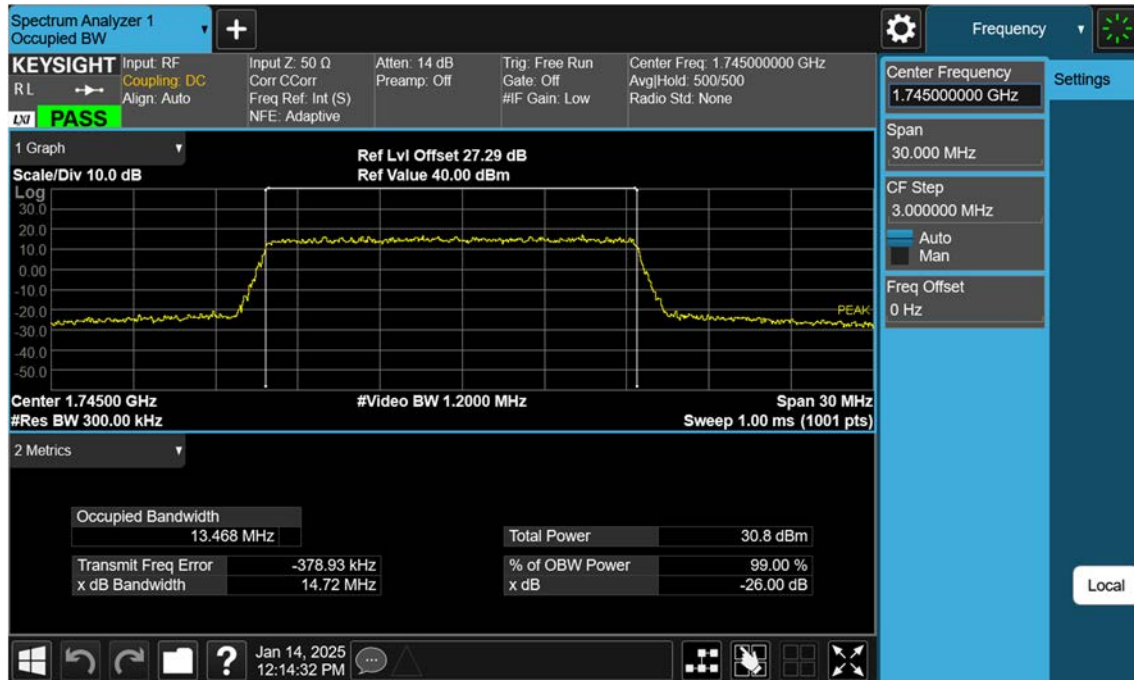 Spectrum Analyzer 1
Occupied BW
+
Frequency
KEYSIGHT
R L
LXI PASS
Input: RF
Coupling: DC
Align: Auto
Input Z: 50 Ω
Corr CCorr
Freq Ref: Int (S)
NFE: Adaptive
Atten: 14 dB
Preamp: Off
Trig: Free Run
Gate: Off
#IF Gain: Low
Center Freq: 1.745000000 GHz
Avg|Hold: 500/500
Radio Std: None
1 Graph
Scale/Div 10.0 dB
Ref Lvl Offset 27.29 dB
Ref Value 40.00 dBm
Log
30.0
20.0
10.0
0.00
-10.0
-20.0
-30.0
-40.0
-50.0
PEAK
Center 1.74500 GHz
#Res BW 300.00 kHz
#Video BW 1.2000 MHz
Span 30 MHz
Sweep 1.00 ms (1001 pts)
2 Metrics
Occupied Bandwidth
13.468 MHz
Transmit Freq Error -378.93 kHz
x dB Bandwidth 14.72 MHz
Total Power 30.8 dBm
% of OBW Power 99.00 %
x dB -26.00 dB
Center Frequency
1.745000000 GHz
Span
30.000 MHz
CF Step
3.000000 MHz
Auto
Man
Freq Offset
0 Hz
Settings
Local
?
Jan 14, 2025
12:14:32 PM